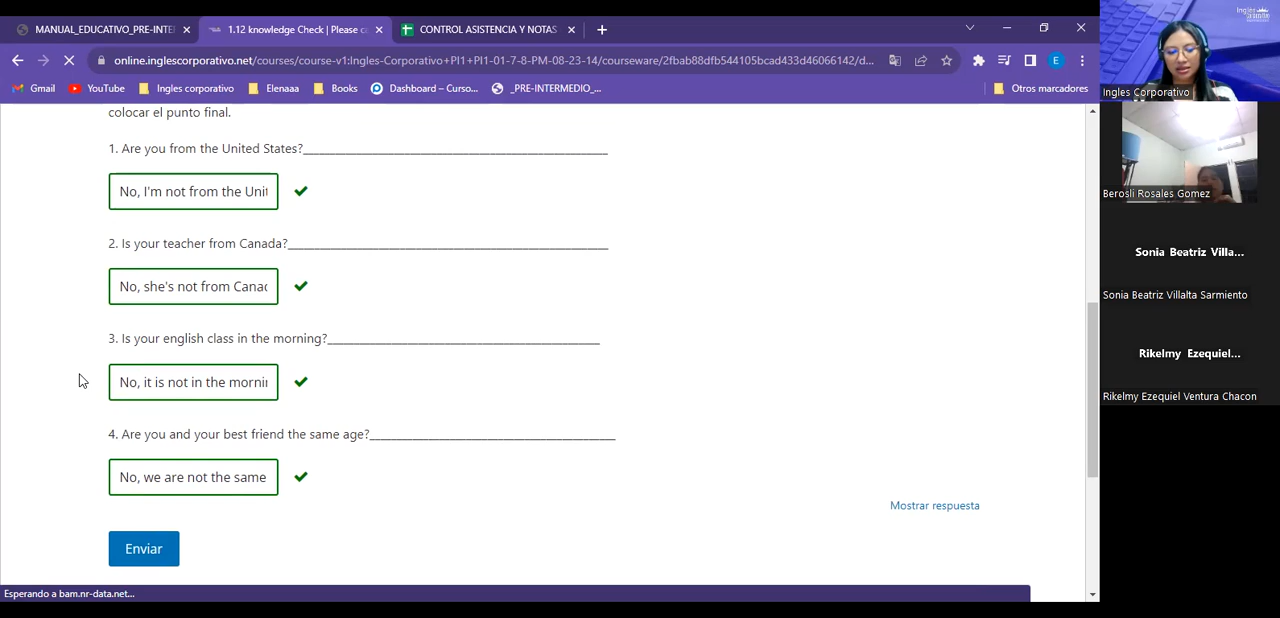 MANUAL_EDUCATIVO_PRE-INTE
1.12 knowledge Check | Please ca
CONTROL ASISTENCIA Y NOTAS
online.inglescorporativo.net/courses/course-v1:Ingles-Corporativo+PI1+PI1-01-7-8-PM-08-23-14/courseware/2fbab88dfb544105bcad433d46066142/d...
E
Gmail
YouTube
Ingles corporativo
Elenaaa
Books
Dashboard – Curso...
_PRE-INTERMEDIO_...
Otros marcadores
colocar el punto final.
1. Are you from the United States?
No, I'm not from the Unit
2. Is your teacher from Canada?
No, she's not from Canad
3. Is your english class in the morning?
No, it is not in the mornin
4. Are you and your best friend the same age?
No, we are not the same
Mostrar respuesta
Enviar
Esperando a bam.nr-data.net...
Ingles
Ingles Corporativo
Berosli Rosales Gomez
Sonia Beatriz Villa...
Sonia Beatriz Villalta Sarmiento
Rikelmy Ezequiel...
Rikelmy Ezequiel Ventura Chacon